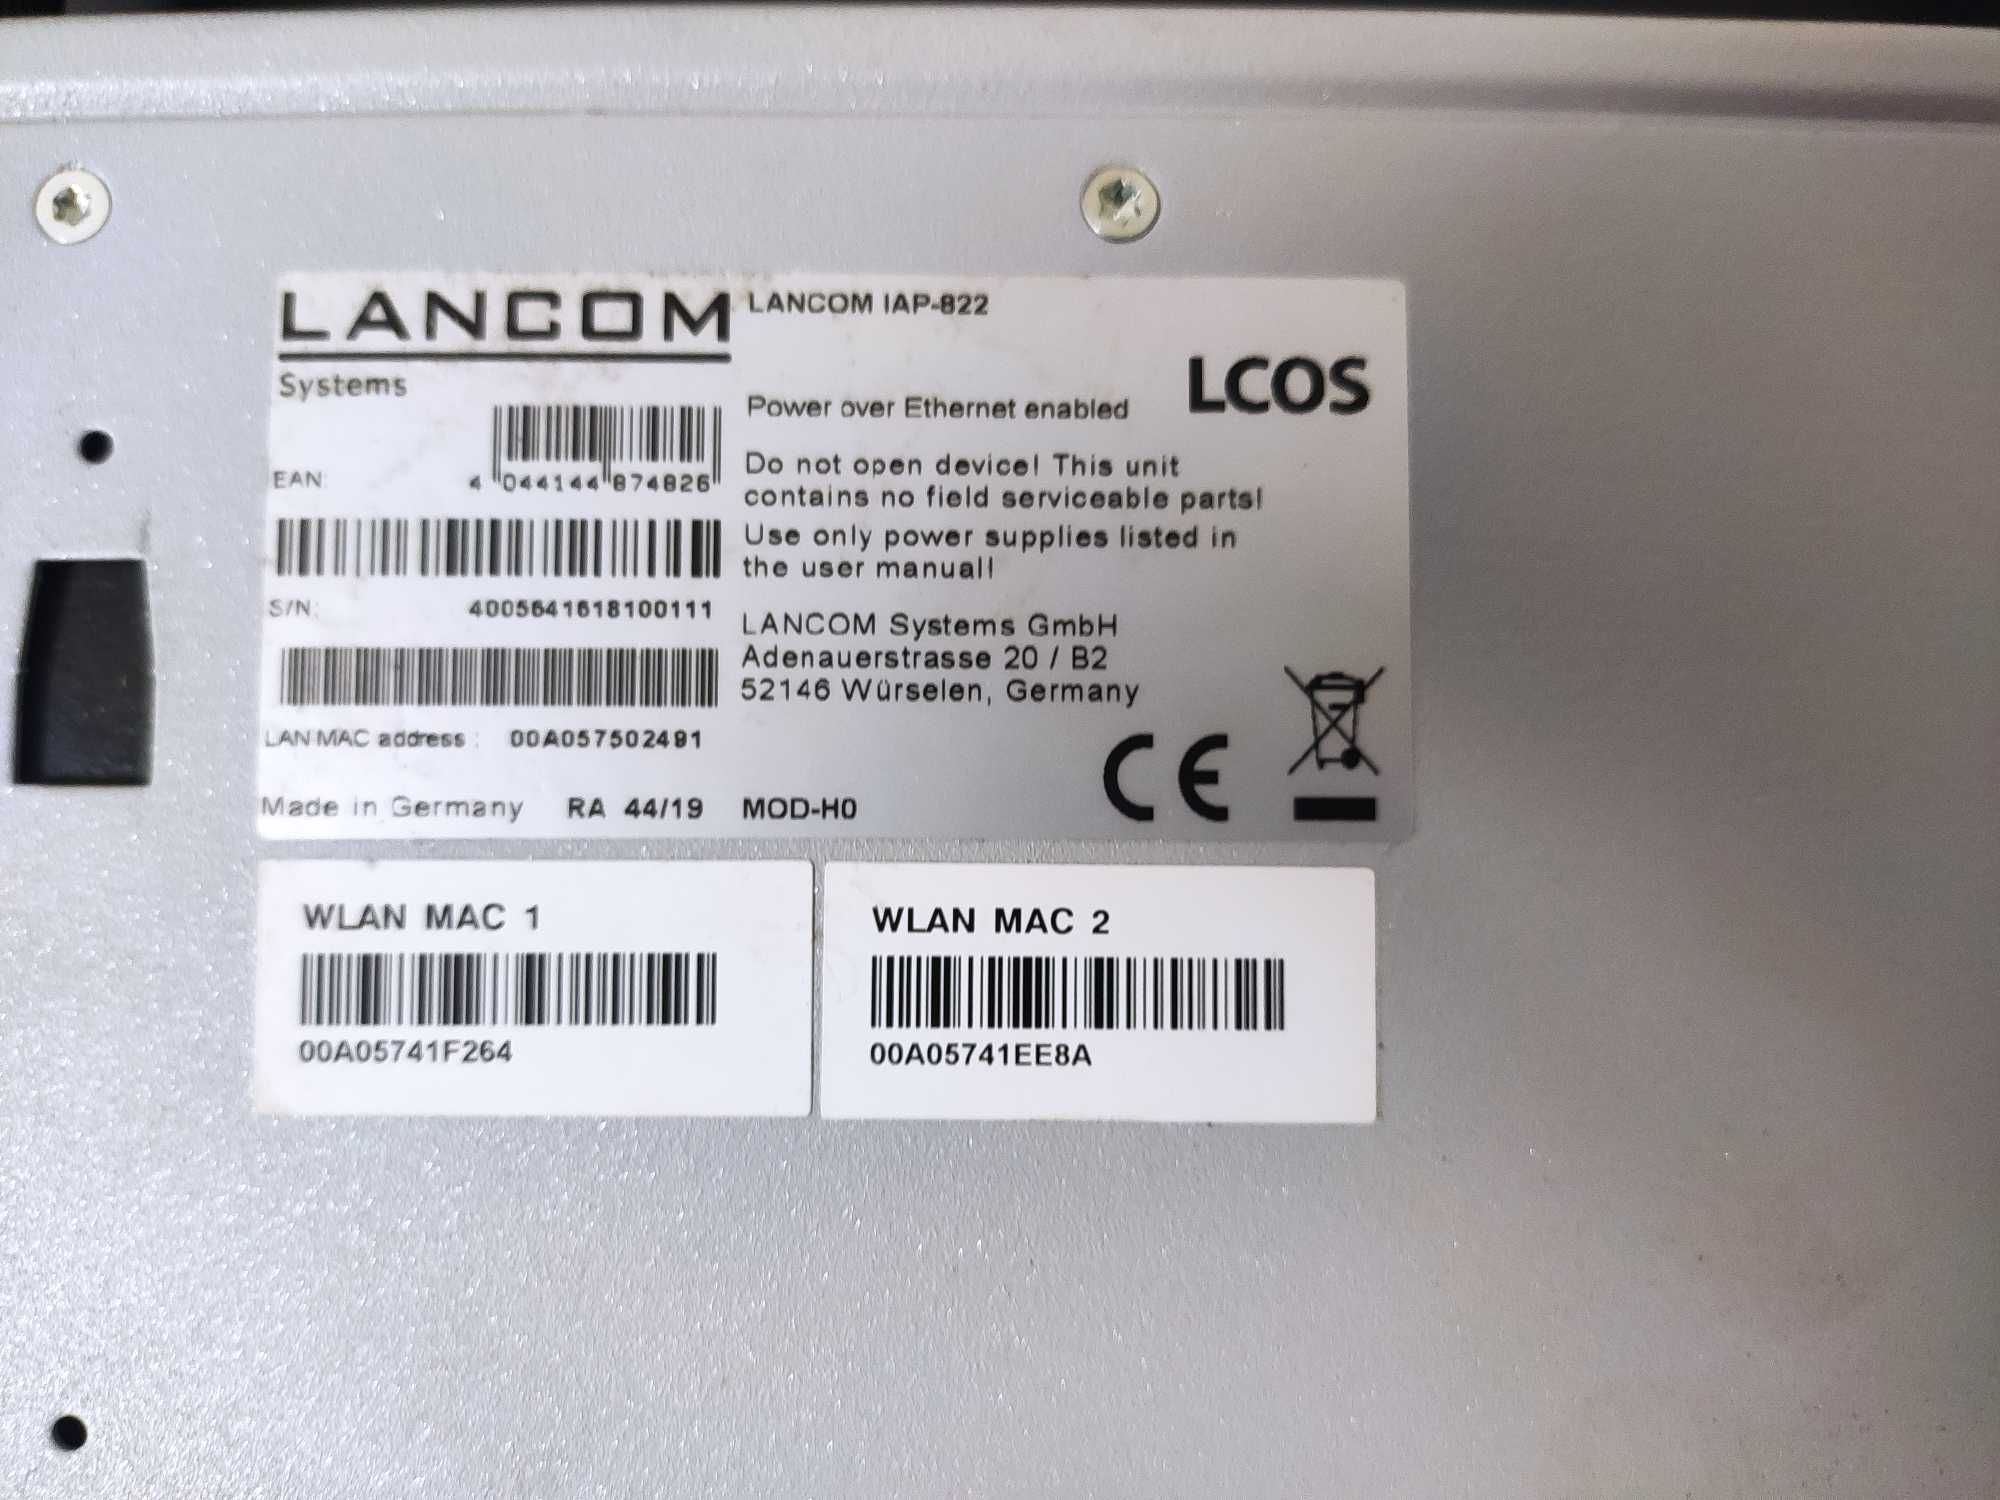 LANCOM
Systems
LANCOM IAP-822
LCOS
EAN:
4 044144 874826
S/N:
4005641618100111
LAN MAC address : 00A057502491
Made in Germany RA 44/19 MOD-H0
Power over Ethernet enabled
Do not open device! This unit
contains no field serviceable parts!
Use only power supplies listed in
the user manual!
LANCOM Systems GmbH
Adenauerstrasse 20 / B2
52146 Würselen, Germany
CE
WLAN MAC 1
00A05741F264
WLAN MAC 2
00A05741EE8A